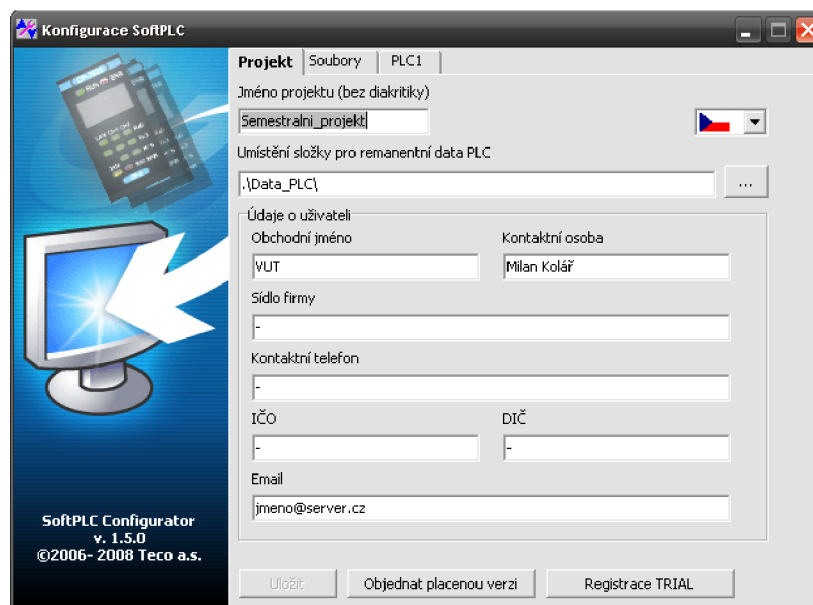 Konfigurace SoftPLC
Projekt Soubory PLC1
Jméno projektu (bez diakritiky)
Semestralni_projekt
Umístění složky pro remanentní data PLC
.\Data_PLC\ ...
Údaje o uživateli
Obchodní jméno Kontaktní osoba
VUT Milan Kolář
Sídlo firmy
-
Kontaktní telefon
-
IČO DIČ
- -
Email
jmeno@server.cz
SoftPLC Configurator
v. 1.5.0
©2006- 2008 Teco a.s.
Uložit Objednat placenou verzi Registrace TRIAL